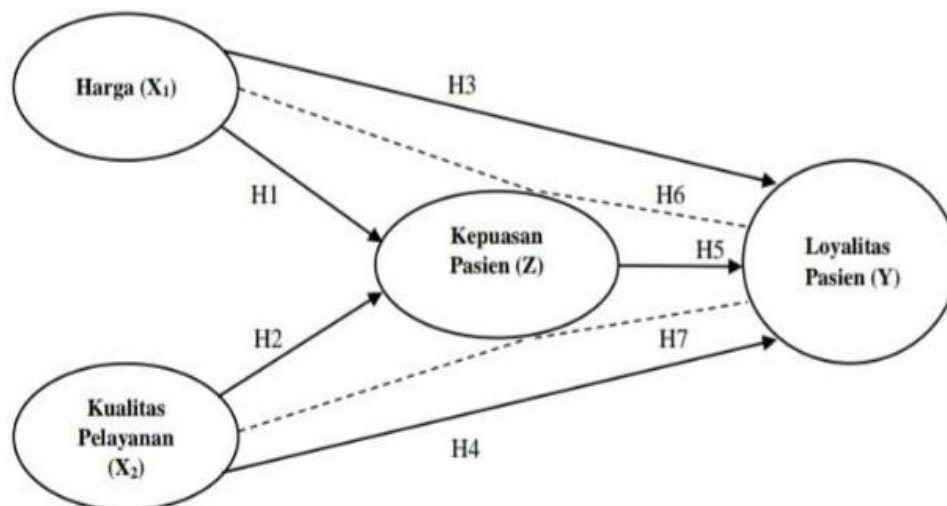 Harga (X₁)
H3
H1
H6
Kepuasan
Pasien (Z)
H5
Loyalitas
Pasien (Y)
H2
H7
Kualitas
Pelayanan
(X₂)
H4